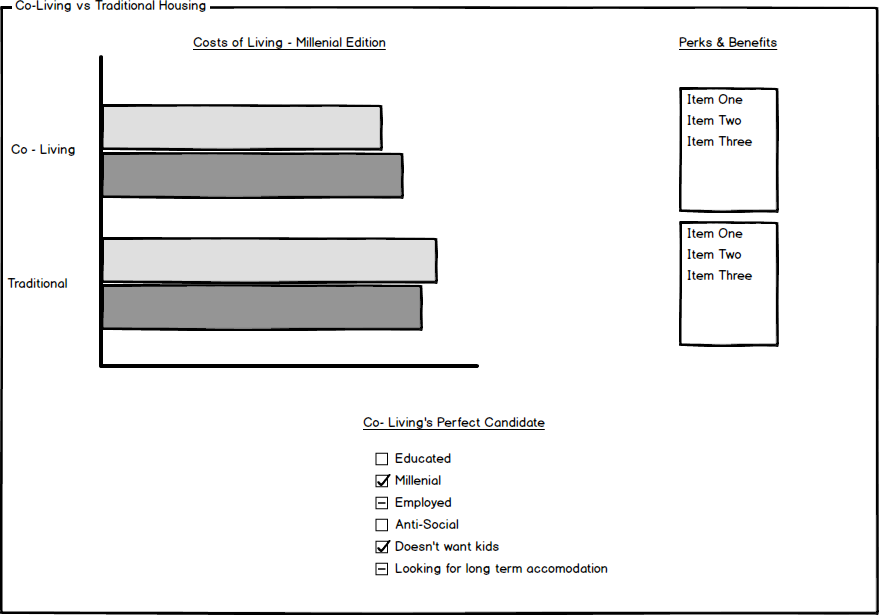 Co-Living vs Traditional Housing
Costs of Living - Millenial Edition
Perks & Benefits
Co - Living
Traditional
Item One
Item Two
Item Three
Item One
Item Two
Item Three
Co- Living's Perfect Candidate
Educated
Millenial
Employed
Anti-Social
Doesn't want kids
Looking for long term accomodation